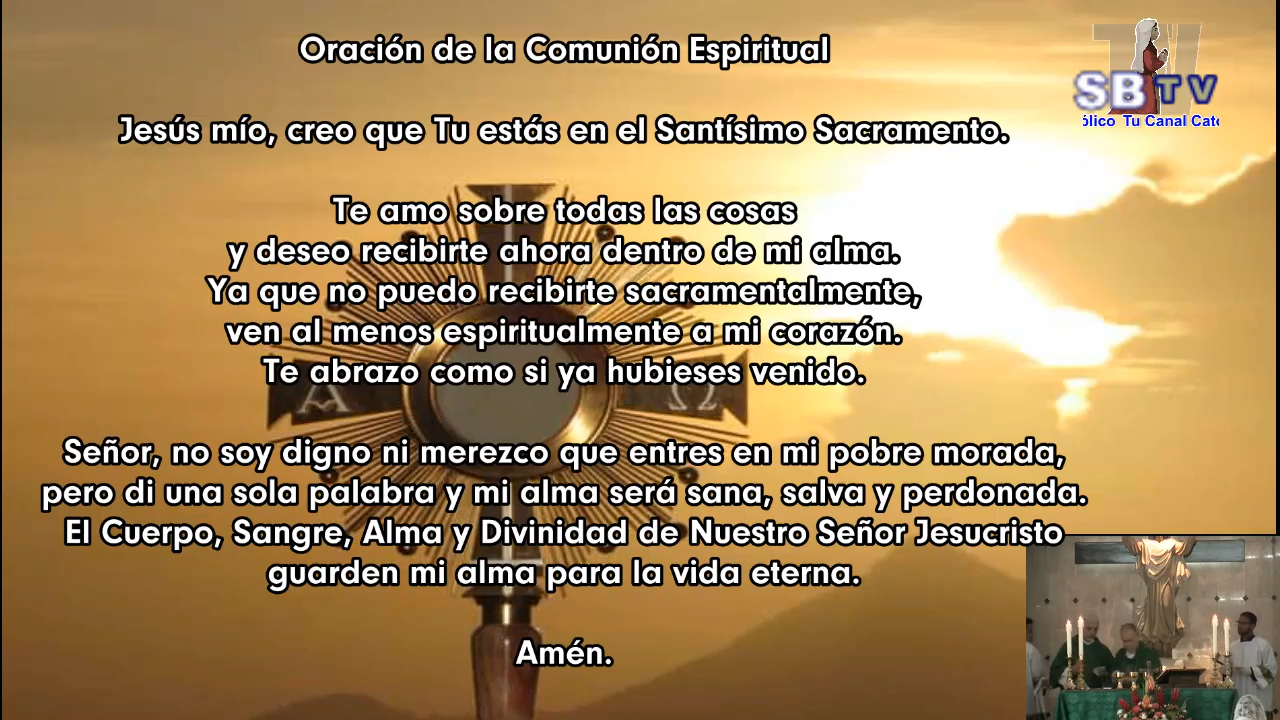 Oración de la Comunión Espiritual
Jesús mío, creo que Tu estás en el Santísimo Sacramento.
Te amo sobre todas las cosas
y deseo recibirte ahora dentro de mi alma.
Ya que no puedo recibirte sacramentalmente,
ven al menos espiritualmente a mi corazón.
Te abrazo como si ya hubieses venido.
Señor, no soy digno ni merezco que entres en mi pobre morada,
pero di una sola palabra y mi alma será sana, salva y perdonada.
El Cuerpo, Sangre, Alma y Divinidad de Nuestro Señor Jesucristo
guarden mi alma para la vida eterna.
Amén.
SBTV
ólico Tu Canal Cató
A Ω